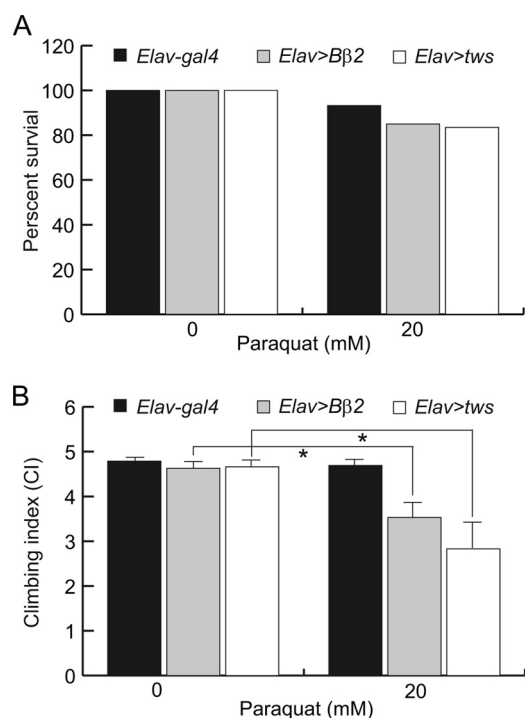 A
Elav-gal4 Elav>Bβ2 Elav>tws
Perscent survial
120
100
80
60
40
20
0
0 20
Paraquat (mM)
B
Elav-gal4 Elav>Bβ2 Elav>tws
Climbing index (CI)
6
5
4
3
2
1
0
*
*
0 20
Paraquat (mM)